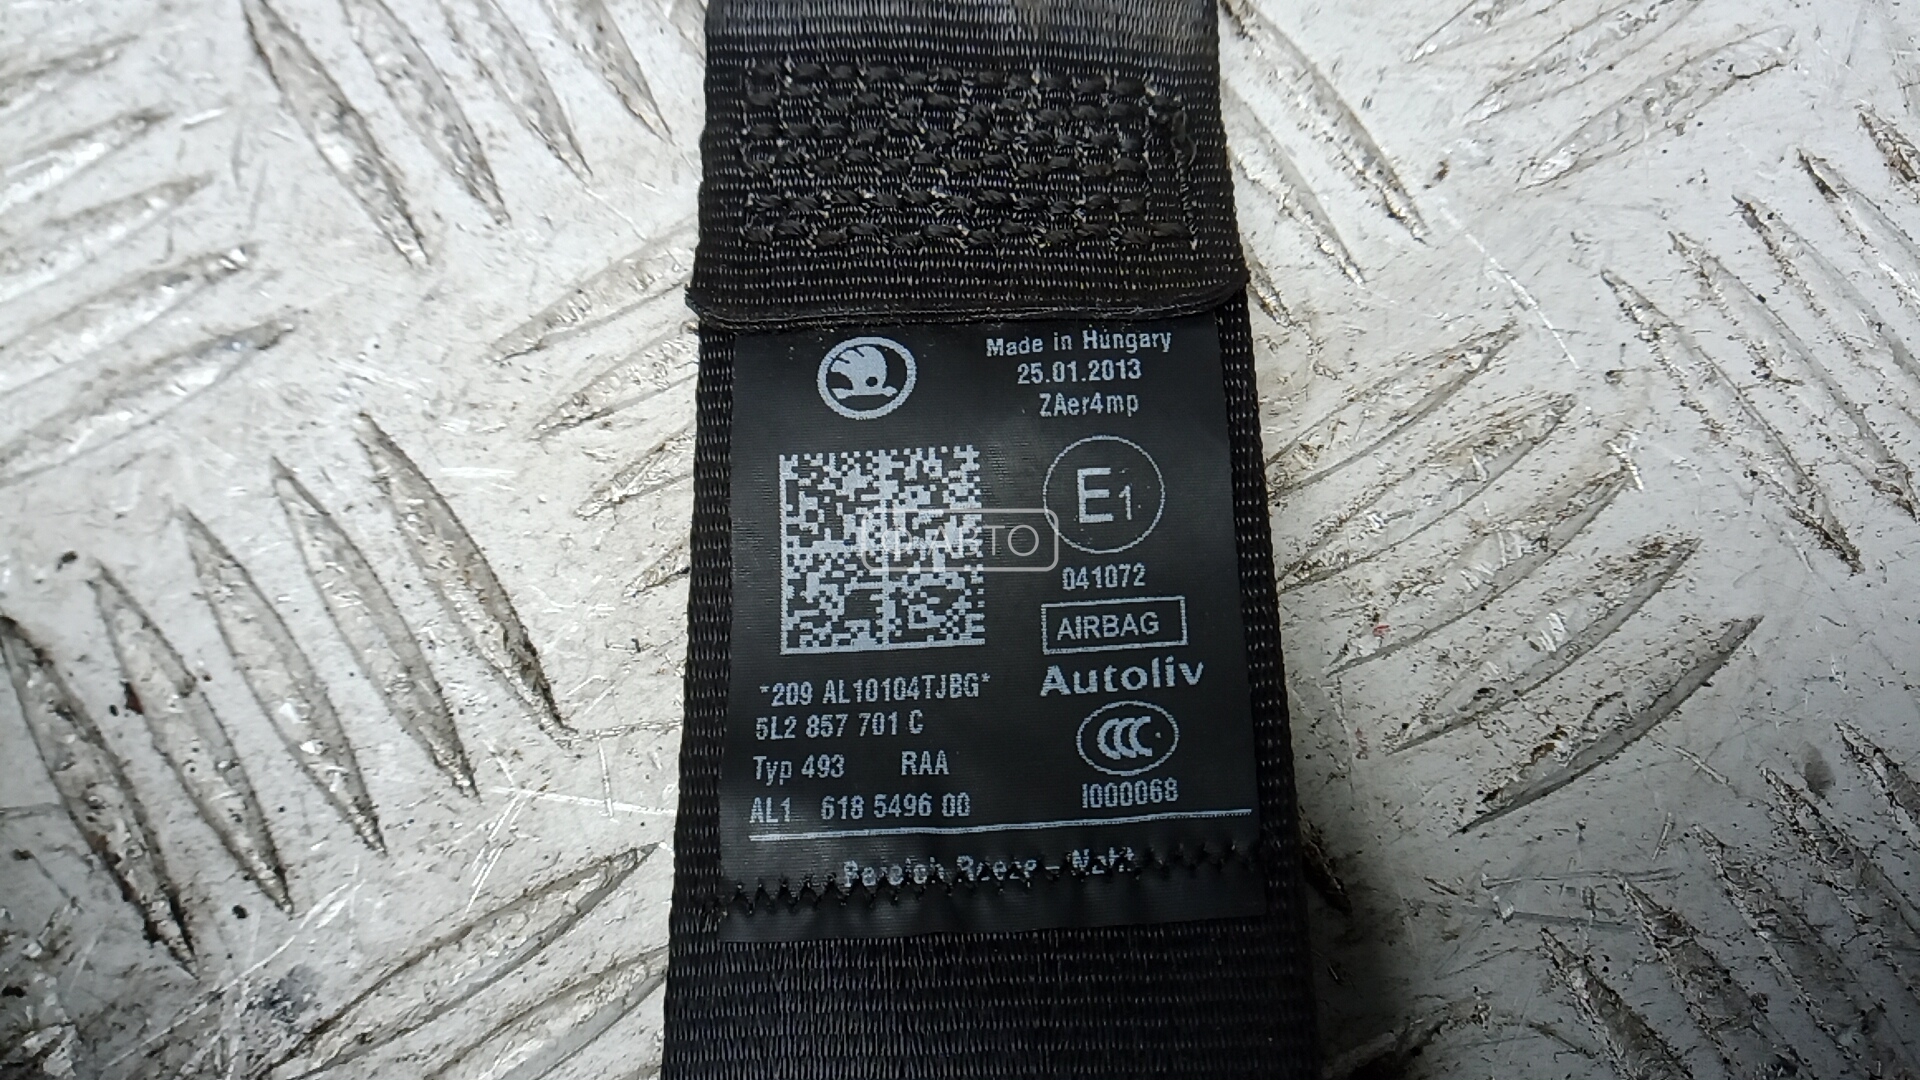 Made in Hungary
25.01.2013
ZAer4mp
E1
041072
AIRBAG
Autoliv
*209 AL10104TJBG*
5L2 857 701 C
Typ 493 RAA
AL1 618 5496 00
CCC
I000068